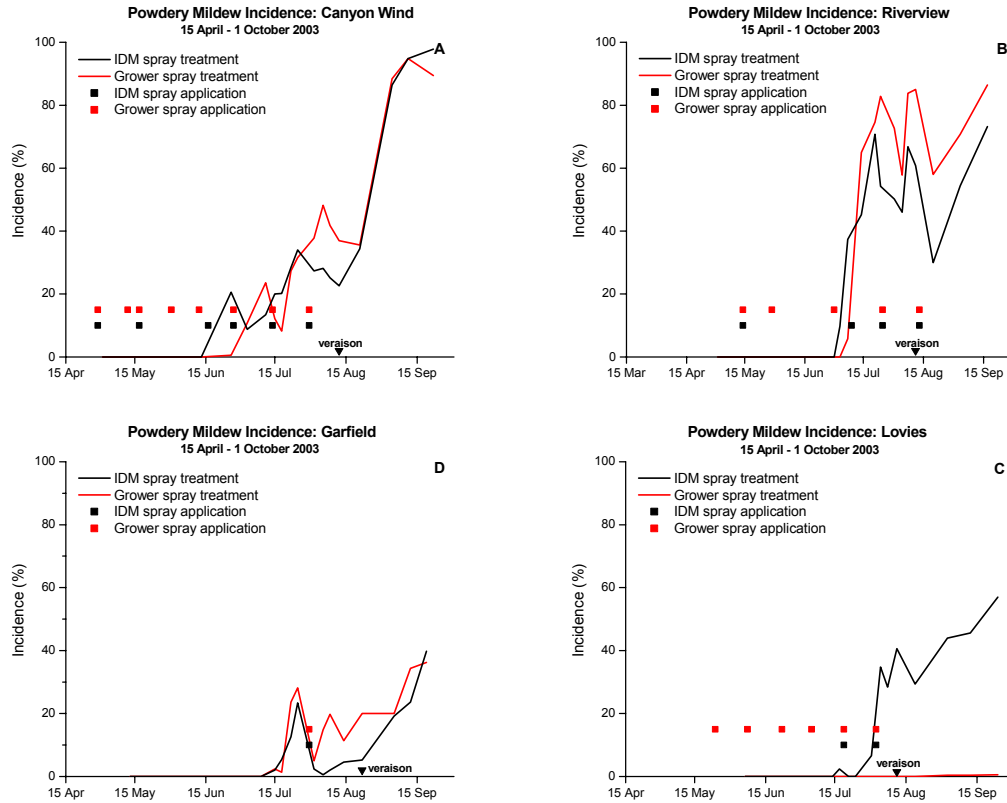 Powdery Mildew Incidence: Canyon Wind
15 April - 1 October 2003
A
IDM spray treatment
Grower spray treatment
IDM spray application
Grower spray application
100
80
60
40
20
0
Incidence (%)
veraison
15 Apr 15 May 15 Jun 15 Jul 15 Aug 15 Sep
Powdery Mildew Incidence: Riverview
15 April - 1 October 2003
B
IDM spray treatment
Grower spray treatment
IDM spray application
Grower spray application
100
80
60
40
20
0
Incidence (%)
veraison
15 Mar 15 Apr 15 May 15 Jun 15 Jul 15 Aug 15 Sep
Powdery Mildew Incidence: Garfield
15 April - 1 October 2003
D
IDM spray treatment
Grower spray treatment
IDM spray application
Grower spray application
100
80
60
40
20
0
Incidence (%)
veraison
15 Apr 15 May 15 Jun 15 Jul 15 Aug 15 Sep
Powdery Mildew Incidence: Lovies
15 April - 1 October 2003
C
IDM spray treatment
Grower spray treatment
IDM spray application
Grower spray application
100
80
60
40
20
0
Incidence (%)
veraison
15 Apr 15 May 15 Jun 15 Jul 15 Aug 15 Sep